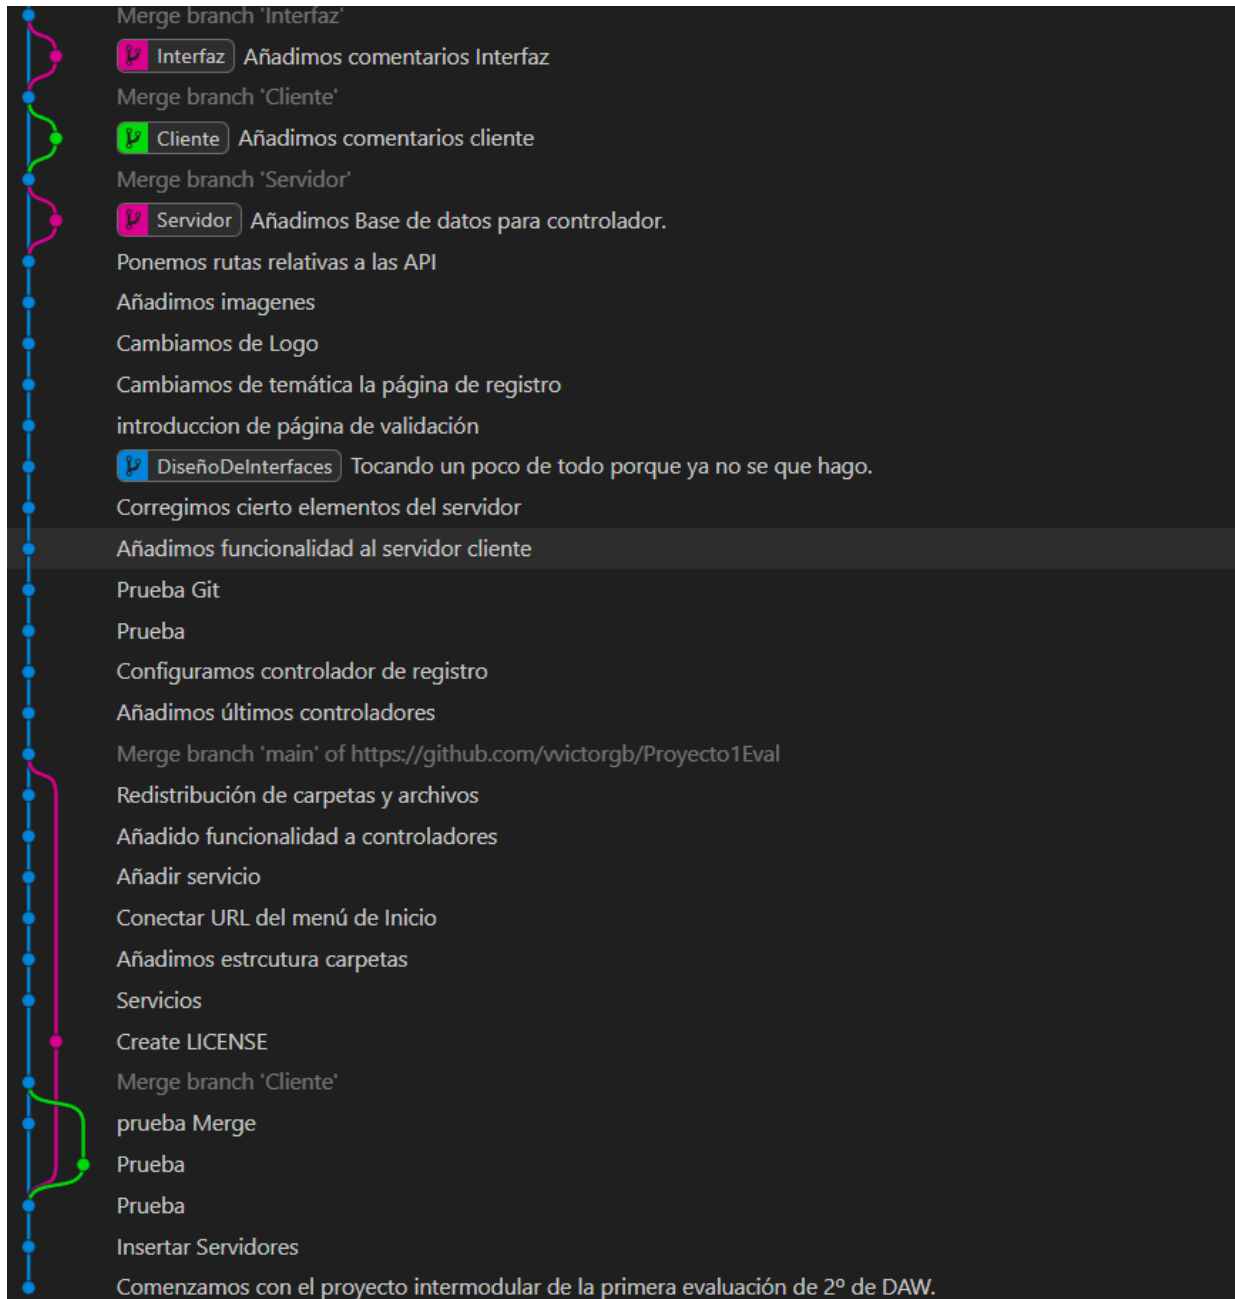 Merge branch 'Interfaz'
Interfaz Añadimos comentarios Interfaz
Merge branch 'Cliente'
Cliente Añadimos comentarios cliente
Merge branch 'Servidor'
Servidor Añadimos Base de datos para controlador.
Ponemos rutas relativas a las API
Añadimos imagenes
Cambiamos de Logo
Cambiamos de temática la página de registro
introduccion de página de validación
DiseñoDeInterfaces Tocando un poco de todo porque ya no se que hago.
Corregimos cierto elementos del servidor
Añadimos funcionalidad al servidor cliente
Prueba Git
Prueba
Configuramos controlador de registro
Añadimos últimos controladores
Merge branch 'main' of https://github.com/vvictorgb/Proyecto1Eval
Redistribución de carpetas y archivos
Añadido funcionalidad a controladores
Añadir servicio
Conectar URL del menú de Inicio
Añadimos estrcutura carpetas
Servicios
Create LICENSE
Merge branch 'Cliente'
prueba Merge
Prueba
Prueba
Insertar Servidores
Comenzamos con el proyecto intermodular de la primera evaluación de 2º de DAW.